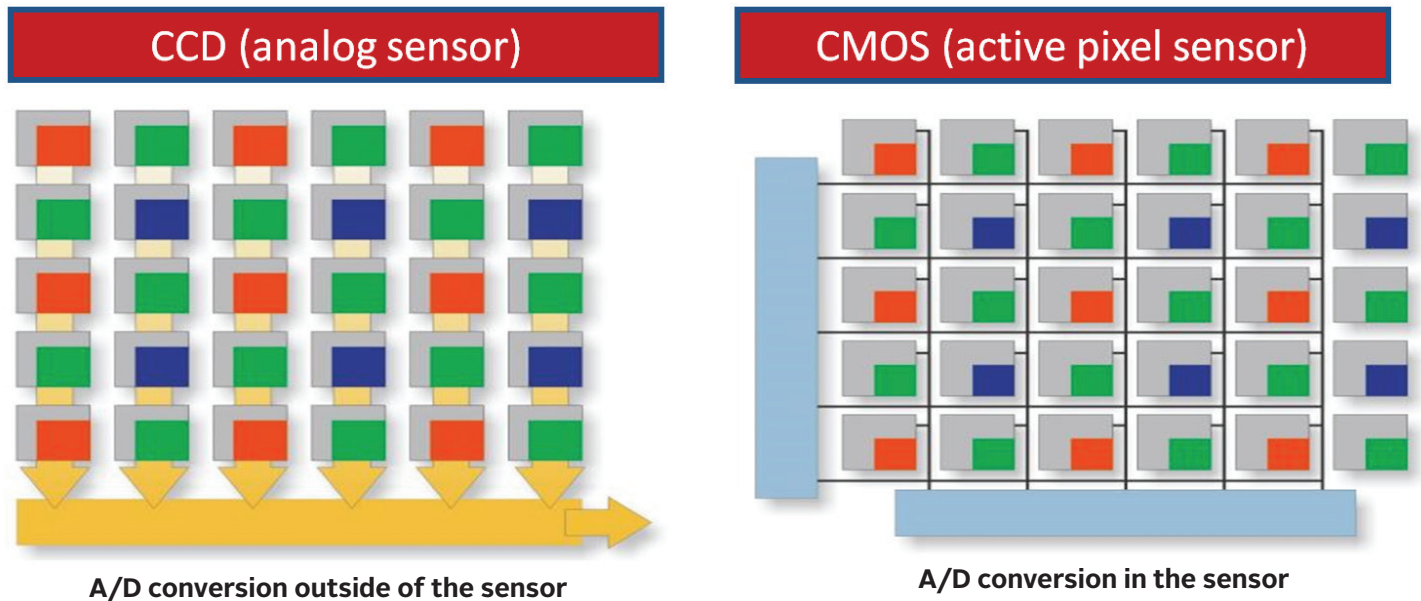 CCD (analog sensor)
CMOS (active pixel sensor)
A/D conversion outside of the sensor
A/D conversion in the sensor